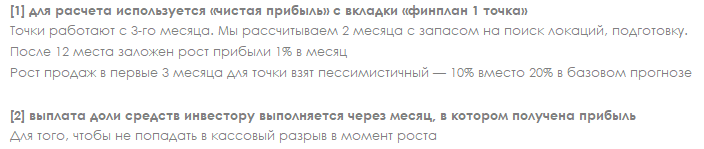 [1] для расчета используется «чистая прибыль» с вкладки «финплан 1 точка»
Точки работают с 3-го месяца. Мы рассчитываем 2 месяца с запасом на поиск локаций, подготовку.
После 12 места заложен рост прибыли 1% в месяц
Рост продаж в первые 3 месяца для точки взят пессимистичный — 10% вместо 20% в базовом прогнозе
[2] выплата доли средств инвестору выполняется через месяц, в котором получена прибыль
Для того, чтобы не попадать в кассовый разрыв в момент роста